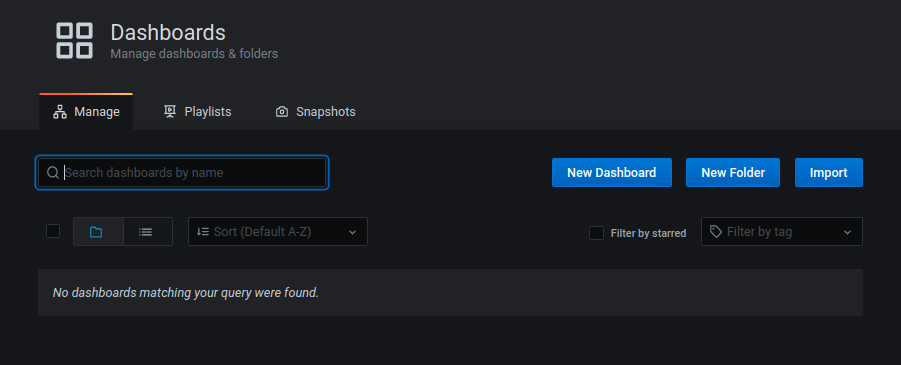 Dashboards
Manage dashboards & folders
Manage Playlists Snapshots
Search dashboards by name New Dashboard New Folder Import
Sort (Default A-Z) Filter by starred Filter by tag
No dashboards matching your query were found.